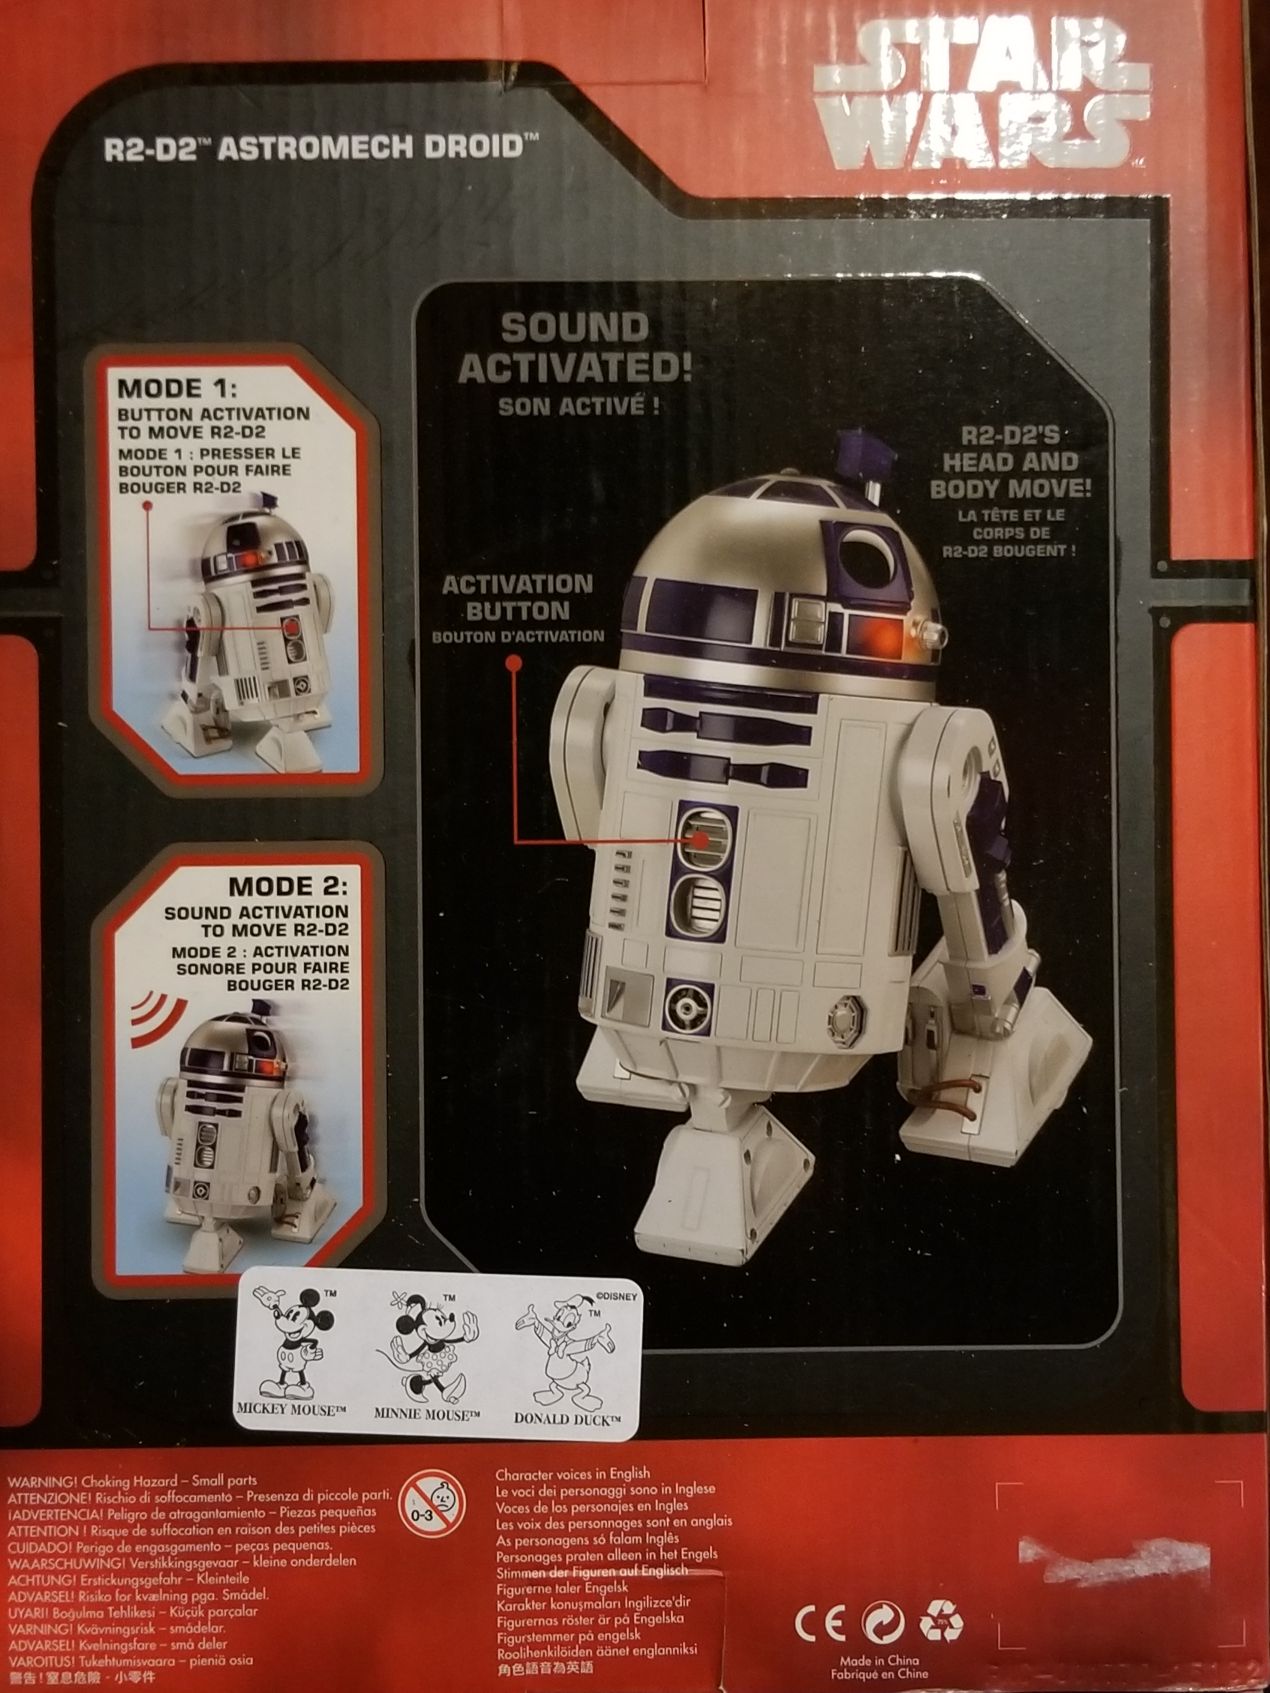 STAR
WARS
R2-D2™ ASTROMECH DROID™
SOUND
ACTIVATED!
SON ACTIVÉ !
MODE 1:
BUTTON ACTIVATION
TO MOVE R2-D2
MODE 1 : PRESSER LE
BOUTON POUR FAIRE
BOUGER R2-D2
R2-D2'S
HEAD AND
BODY MOVE!
LA TÊTE ET LE
CORPS DE
R2-D2 BOUGENT !
ACTIVATION
BUTTON
BOUTON D'ACTIVATION
MODE 2:
SOUND ACTIVATION
TO MOVE R2-D2
MODE 2 : ACTIVATION
SONORE POUR FAIRE
BOUGER R2-D2
©DISNEY
TM
TM
TM
MICKEY MOUSE™
MINNIE MOUSE™
DONALD DUCK™
WARNING! Choking Hazard – Small parts
ATTENZIONE! Rischio di soffocamento – Presenza di piccole parti.
¡ADVERTENCIA! Peligro de atragantamiento – Piezas pequeñas
ATTENTION ! Risque de suffocation en raison des petites pièces
CUIDADO! Perigo de engasgamento – peças pequenas.
WAARSCHUWING! Verstikkingsgevaar – kleine onderdelen
ACHTUNG! Erstickungsgefahr – Kleinteile
ADVARSEL! Risiko for kvælning pga. Smådel.
UYARI! Boğulma Tehlikesi – Küçük parçalar
VARNING! Kvävningsrisk – smådelar.
ADVARSEL! Kvelningsfare – små deler
VAROITUS! Tukehtumisvaara – pieniä osia
警告!窒息危險 - 小零件
0-3
Character voices in English
Le voci dei personaggi sono in Inglese
Voces de los personajes en Ingles
Les voix des personnages sont en anglais
As personagens só falam Inglês
Personages praten alleen in het Engels
Stimmen der Figuren auf Englisch
Figurerne taler Engelsk
Karakter konuşmaları İngilizce'dir
Figurernas röster är på Engelska
Figurstemmer på engelsk
Roolihenkilöiden äänet englanniksi
角色語音為英語
CE
75%
Made in China
Fabriqué en Chine